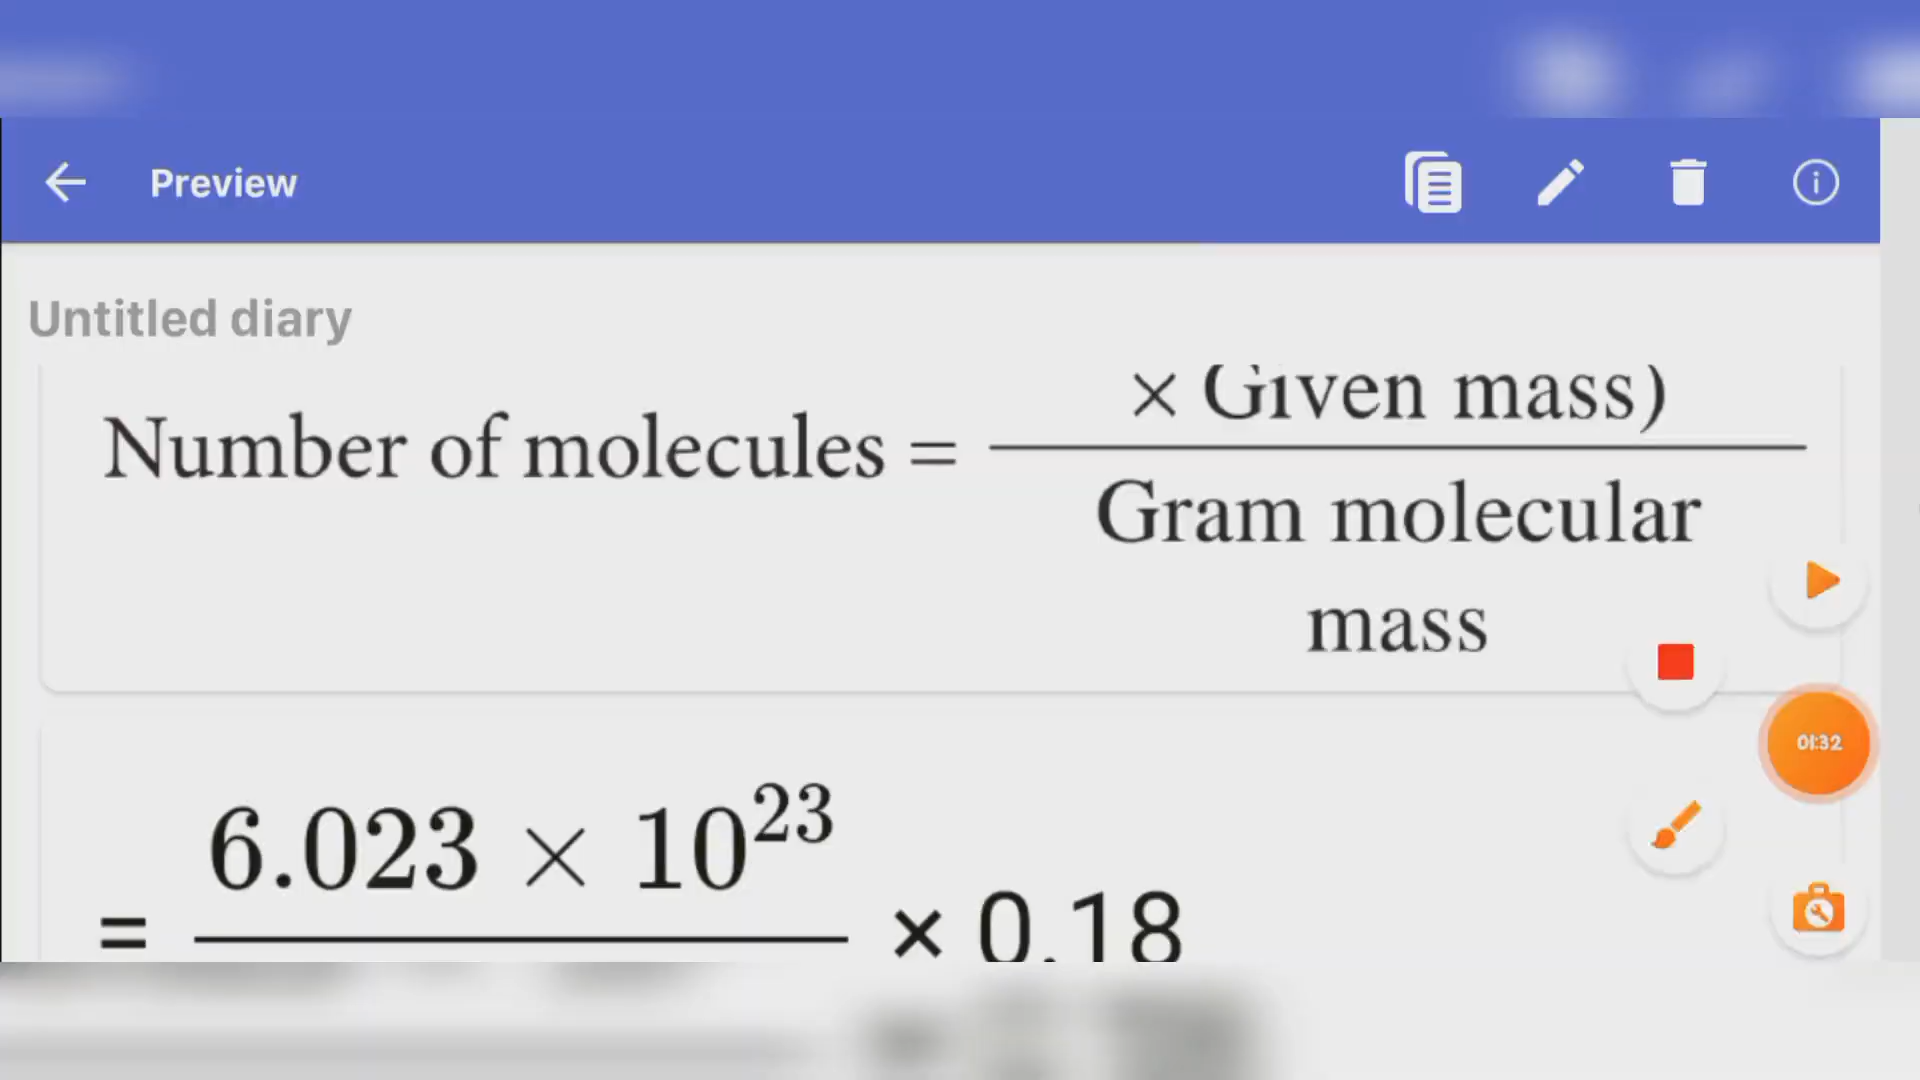 Preview
Untitled diary
× Given mass)
Number of molecules =
Gram molecular
mass
01:32
6.023 × 10²³
= × 0.18